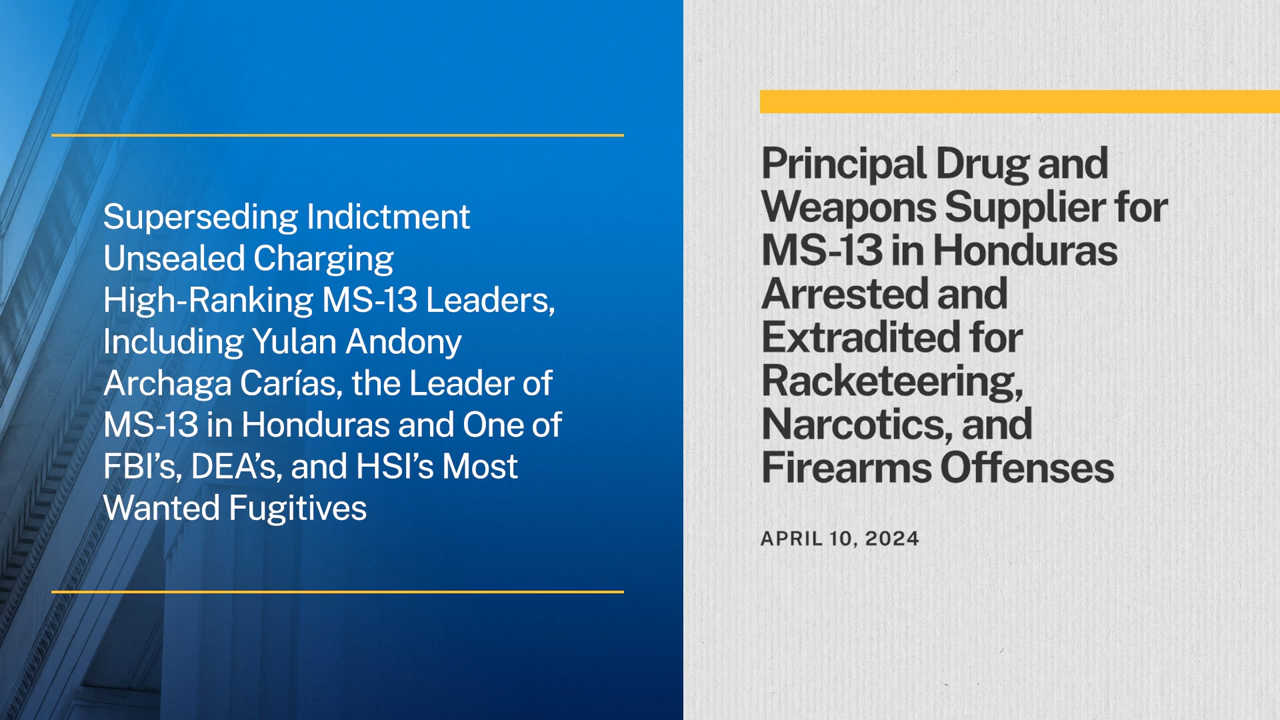 Superseding Indictment
Unsealed Charging
High-Ranking MS-13 Leaders,
Including Yulan Andony
Archaga Carías, the Leader of
MS-13 in Honduras and One of
FBI’s, DEA’s, and HSI’s Most
Wanted Fugitives
Principal Drug and
Weapons Supplier for
MS-13 in Honduras
Arrested and
Extradited for
Racketeering,
Narcotics, and
Firearms Offenses
APRIL 10, 2024